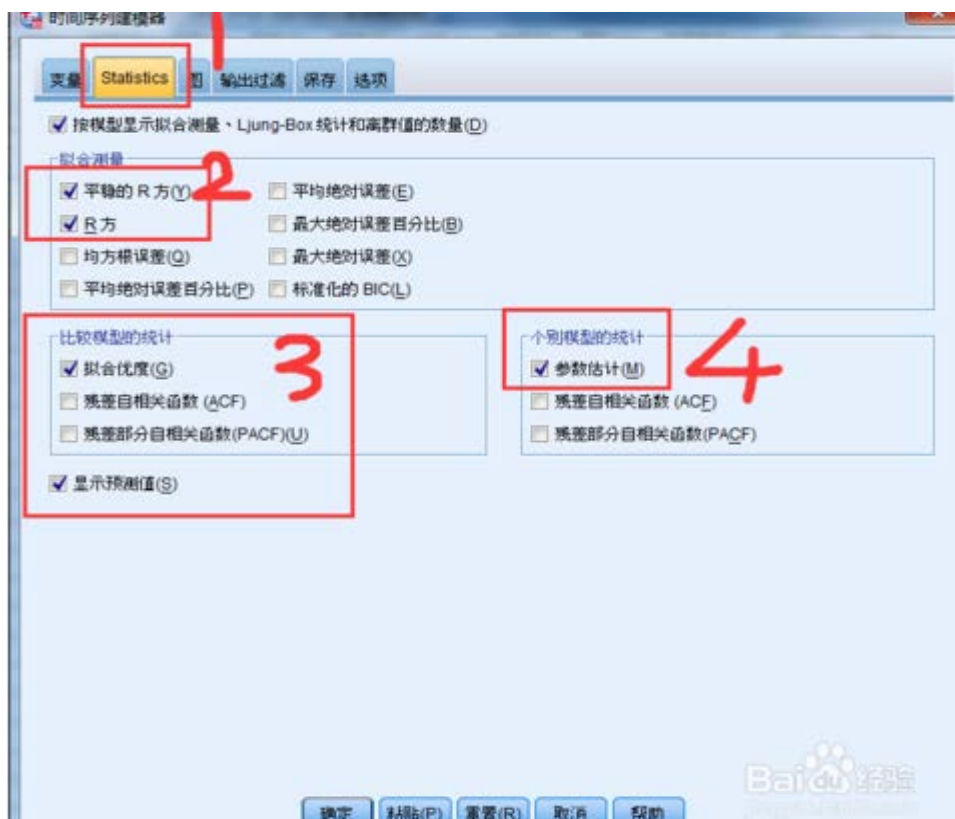 时间序列建模器
1
变量 Statistics 图 输出过滤 保存 选项
按模型显示拟合测量、Ljung-Box 统计和离群值的数量(D)
拟合测量
2
平稳的 R 方(Y) 平均绝对误差(E)
R方 最大绝对误差百分比(B)
均方根误差(Q) 最大绝对误差(X)
平均绝对误差百分比(P) 标准化的 BIC(L)
比较模型的统计 个别模型的统计
3 4
拟合优度(G) 参数估计(M)
残差自相关函数 (ACF) 残差自相关函数 (ACF)
残差部分自相关函数(PACF)(U) 残差部分自相关函数(PACF)
显示预测值(S)
Baidu 经验
确定 粘贴(P) 重置(R) 取消 帮助